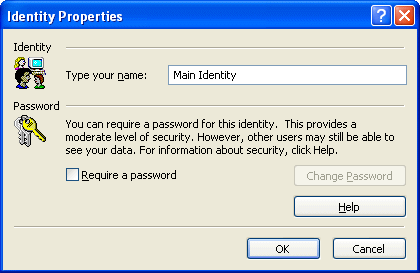 Identity Properties
Identity
Type your name: Main Identity
Password
You can require a password for this identity. This provides a
moderate level of security. However, other users may still be able to
see your data. For information about security, click Help.
Require a password Change Password
Help
OK Cancel